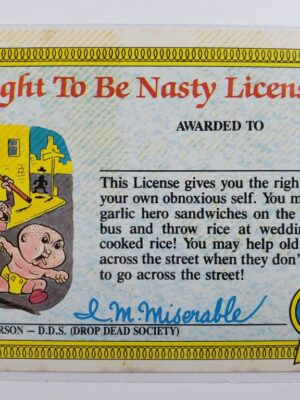 ght To Be Nasty Licens
AWARDED TO
This License gives you the righ
your own obnoxious self. You m
garlic hero sandwiches on the
bus and throw rice at weddin
cooked rice! You may help old
across the street when they don'
to go across the street!
I. M. Miserable
RSON — D.D.S. (DROP DEAD SOCIETY)